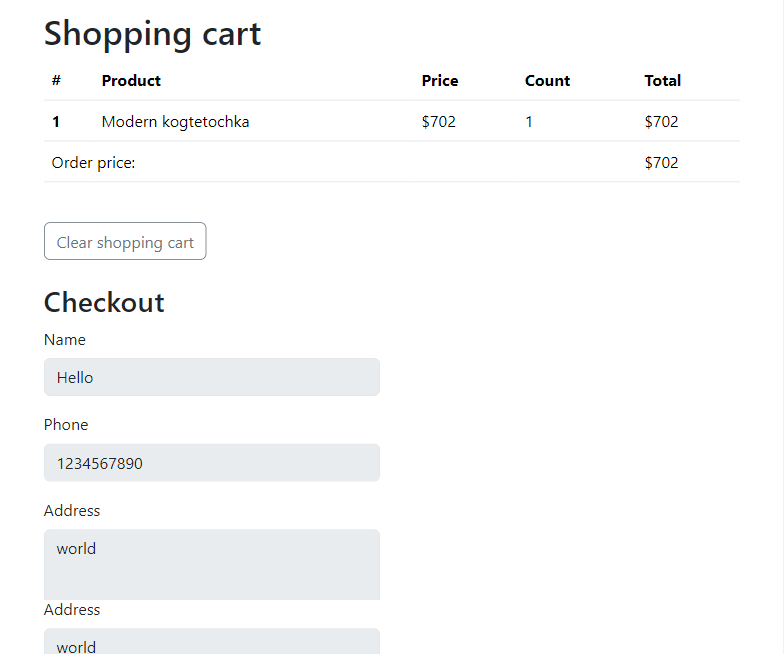 Shopping cart
# Product Price Count Total
1 Modern kogtetochka $702 1 $702
Order price: $702
Clear shopping cart
Checkout
Name
Hello
Phone
1234567890
Address
world
Address
world